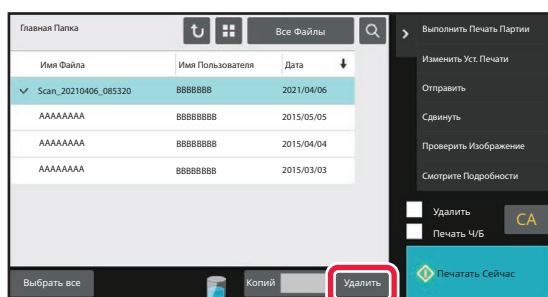 Главная Папка
Все Файлы
Имя Файла Имя Пользователя Дата
Scan_20210406_085320 BBBBBBB 2021/04/06
AAAAAAAA BBBBBBBB 2015/05/05
AAAAAAAA BBBBBBBB 2015/04/04
AAAAAAAA BBBBBBBB 2015/03/03
Выбрать все
Копий
Удалить
Выполнить Печать Партии
Изменить Уст. Печати
Отправить
Сдвинуть
Проверить Изображение
Смотрите Подробности
Удалить
Печать Ч/Б
CA
Печатать Сейчас